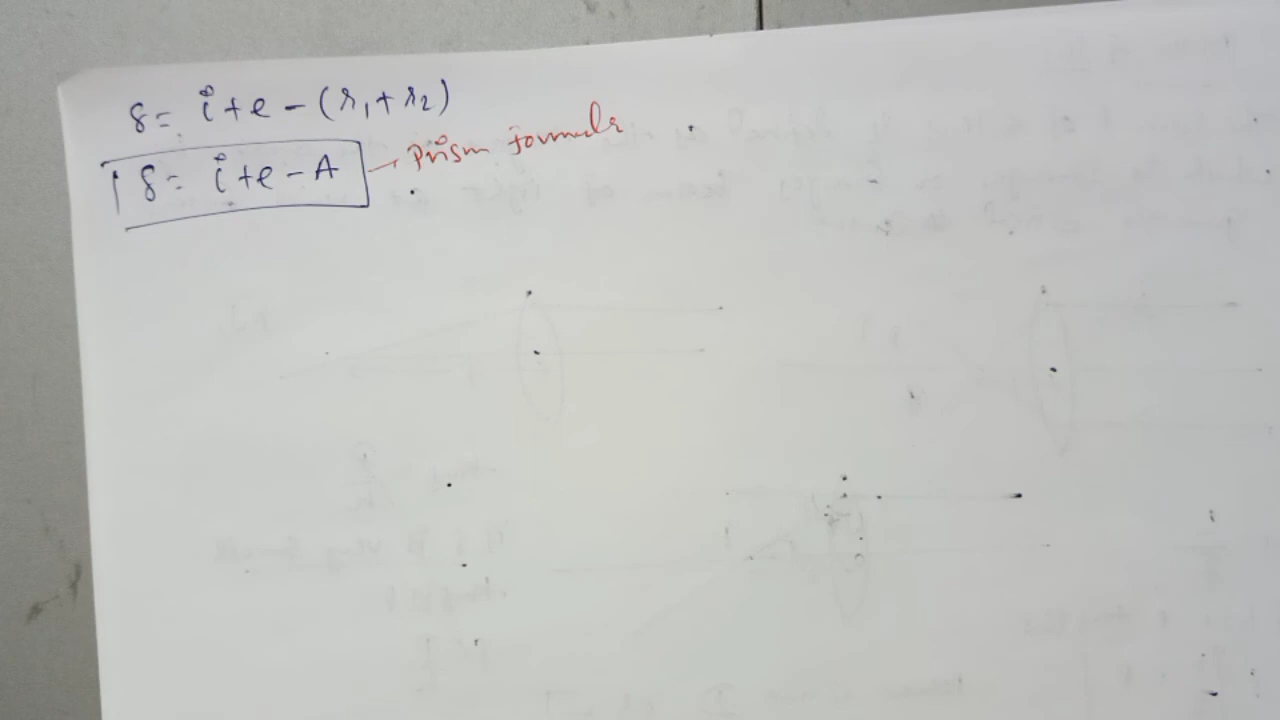 δ= i+e-(r₁+r₂)
δ= i+e-A → Prism formula